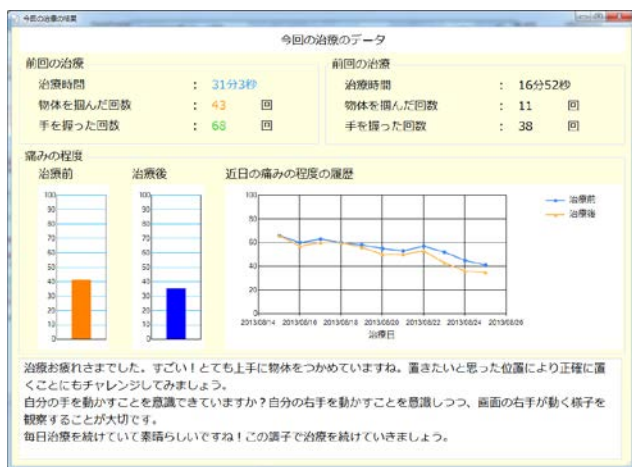 今回の治療の結果
今回の治療のデータ
前回の治療
治療時間 : 31分3秒
物体を掴んだ回数 : 43 回
手を握った回数 : 68 回
前回の治療
治療時間 : 16分52秒
物体を掴んだ回数 : 11 回
手を握った回数 : 38 回
痛みの程度
治療前
100
90
80
70
60
50
40
30
20
10
0
治療後
100
90
80
70
60
50
40
30
20
10
0
近日の痛みの程度の履歴
100
80
60
40
20
0
2013/08/14 2013/08/16 2013/08/18 2013/08/20 2013/08/22 2013/08/24 2013/08/26
治療日
治療前
治療後
治療お疲れさまでした。すごい！とても上手に物体をつかめていますね。置きたいと思った位置により正確に置
くことにもチャレンジしてみましょう。
自分の手を動かすことを意識できていますか？自分の右手を動かすことを意識しつつ、画面の右手が動く様子を
観察することが大切です。
毎日治療を続けていて素晴らしいですね！この調子で治療を続けていきましょう。